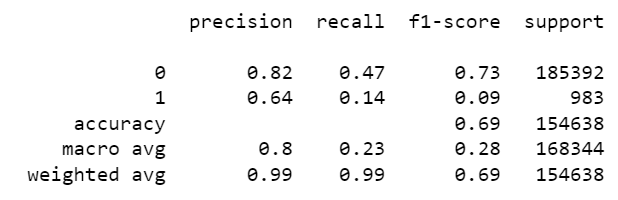 precision recall f1-score support
0 0.82 0.47 0.73 185392
1 0.64 0.14 0.09 983
accuracy 0.69 154638
macro avg 0.8 0.23 0.28 168344
weighted avg 0.99 0.99 0.69 154638